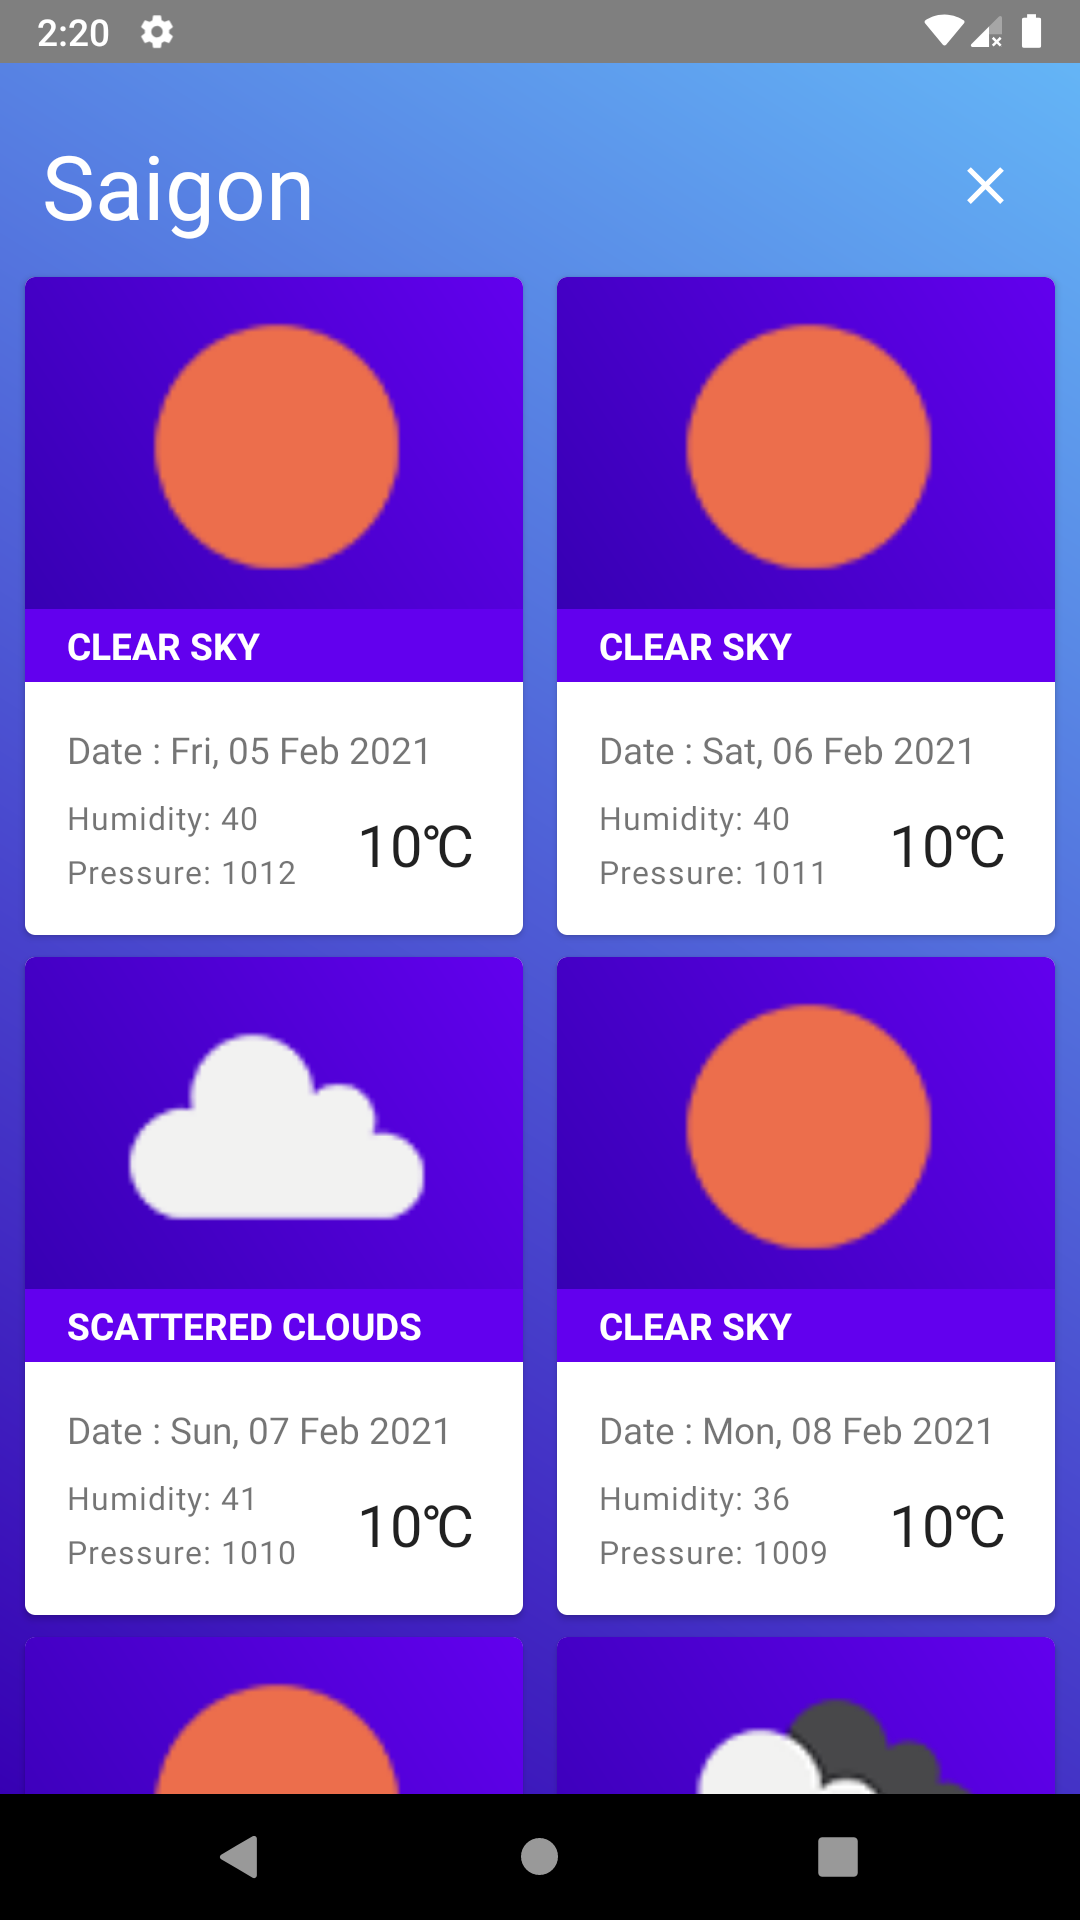 2:20
Saigon
CLEAR SKY
Date : Fri, 05 Feb 2021
Humidity: 40
Pressure: 1012
10℃
CLEAR SKY
Date : Sat, 06 Feb 2021
Humidity: 40
Pressure: 1011
10℃
SCATTERED CLOUDS
Date : Sun, 07 Feb 2021
Humidity: 41
Pressure: 1010
10℃
CLEAR SKY
Date : Mon, 08 Feb 2021
Humidity: 36
Pressure: 1009
10℃